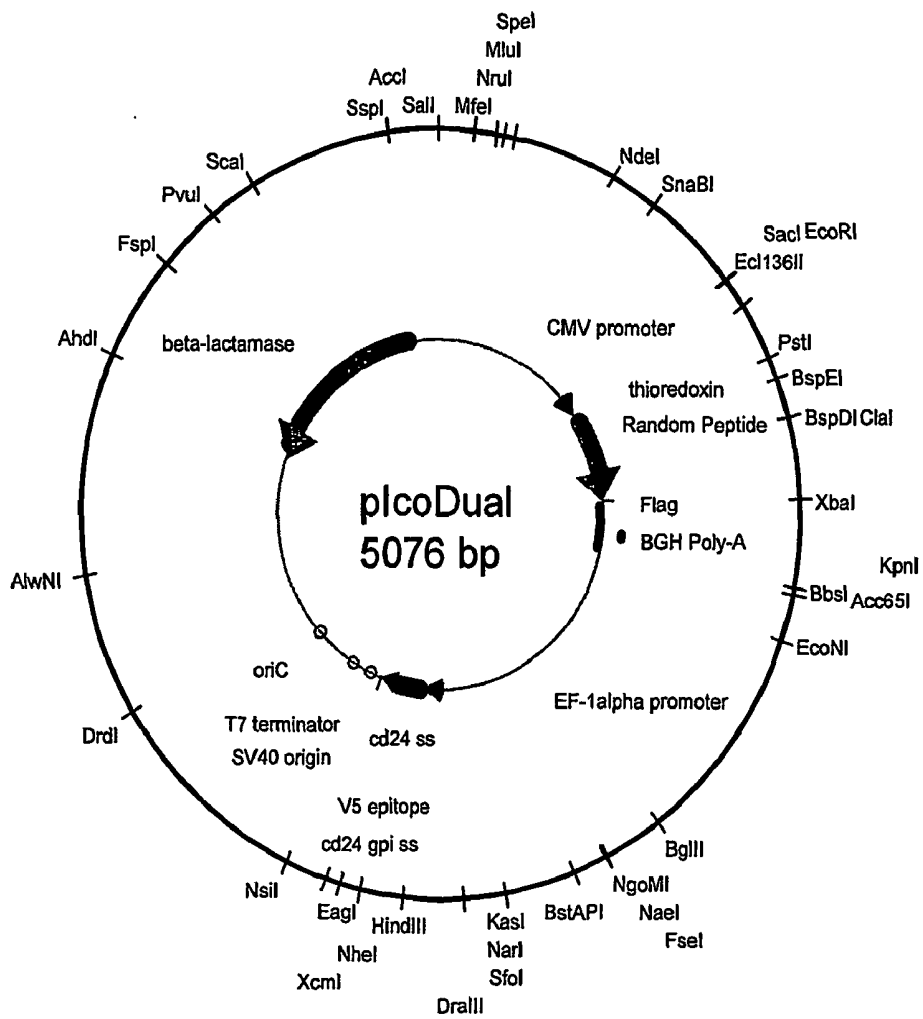 SpeI
MluI
AccI NruI
SspI SalI MfeI
NdeI
ScaI
SnaBI
PvuI
SacI EcoRI
FspI
Ecl136II
CMV promoter
AhdI
beta-lactamase
PstI
BspEI
thioredoxin
Random Peptide
BspDI ClaI
pIcoDual
5076 bp
Flag
XbaI
BGH Poly-A
KpnI
AlwNI
BbsI Acc65I
EcoNI
oriC
EF-1alpha promoter
T7 terminator
SV40 origin
cd24 ss
DrdI
V5 epitope
cd24 gpi ss
BglII
NsiI
NgoMI
EagI HindIII KasI BstAPI NaeI
NheI NarI FseI
XcmI SfoI
DraIII